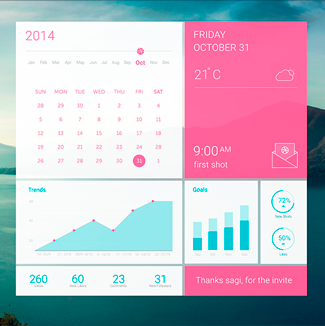 2014
Jan Feb Mar Apr May Jun Jul Aug Sep Oct Nov Dec
SUN MON TUE WED THU FRI SAT
28 29 30 1 2 3 4
5 6 7 8 9 10 11
12 13 14 15 16 17 18
19 20 21 22 23 24 25
26 27 28 29 30 31 1
FRIDAY
OCTOBER 31
21° C
9:00 AM
first shot
Trends
Goals
72%
New Shots
50%
Likes
260
Views
60
New Likes
23
Comments
31
New Followers
Thanks sagi, for the invite